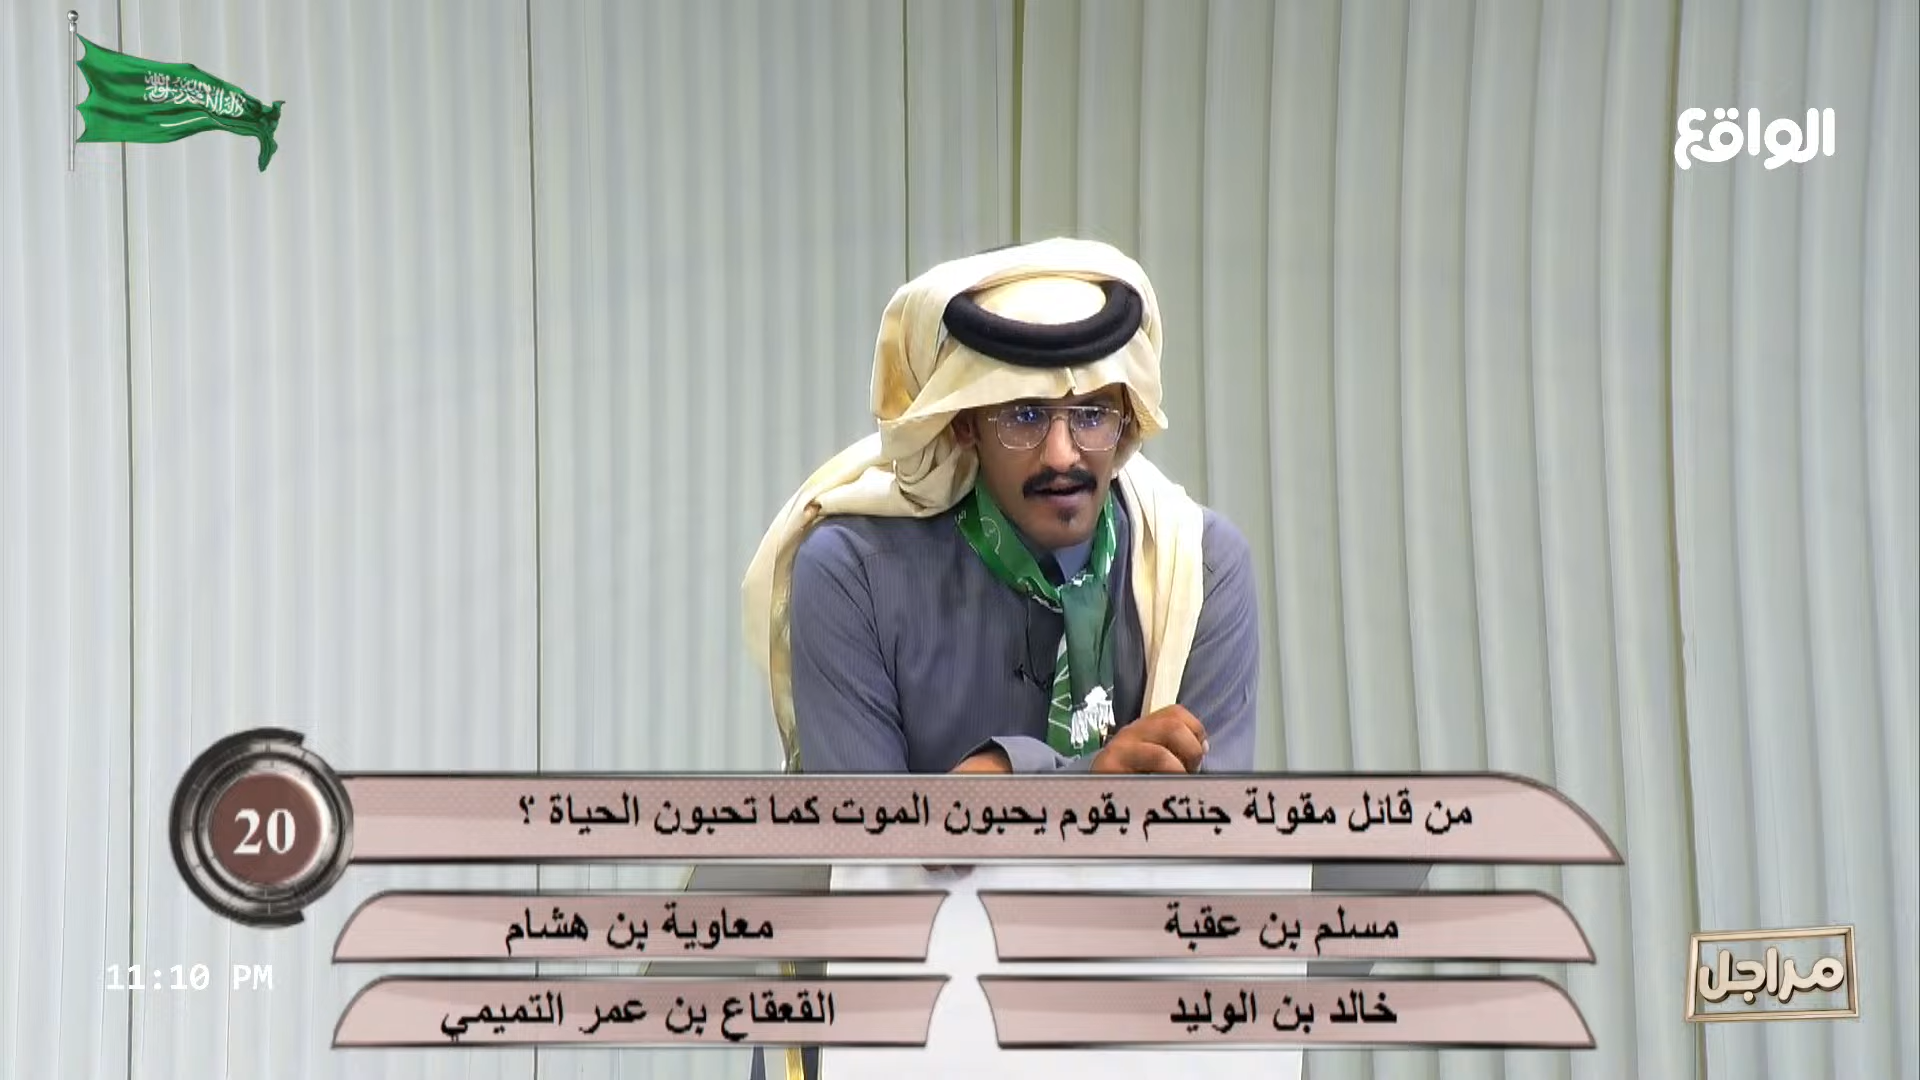 الواقع
من قائل مقولة جئتكم بقوم يحبون الموت كما تحبون الحياة ؟
20
مسلم بن عقبة
معاوية بن هشام
خالد بن الوليد
القعقاع بن عمر التميمي
11:10 PM
مراجل